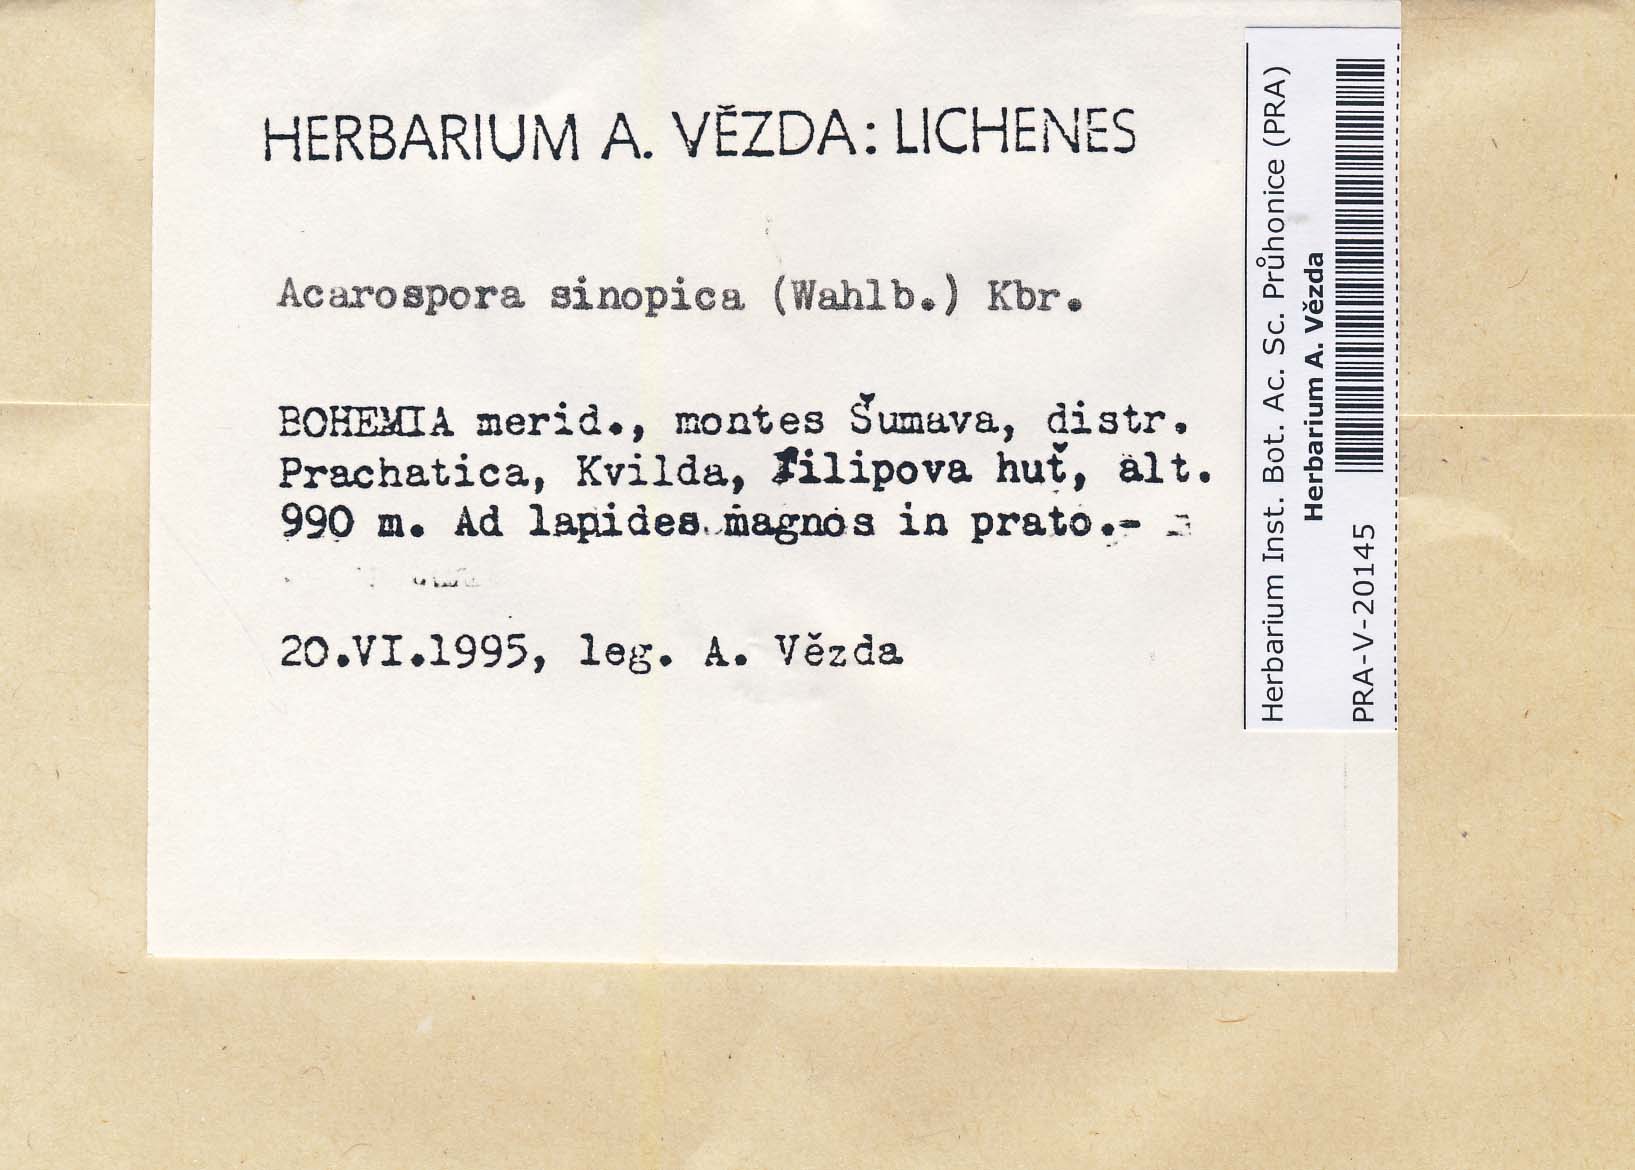 HERBARIUM A. VĚZDA: LICHENES
Acarospora sinopica (Wahlb.) Kbr.
BOHEMIA merid., montes Šumava, distr.
Prachatica, Kvilda, Filipova huť, alt.
990 m. Ad lapides magnos in prato.-
20.VI.1995, leg. A. Vězda
Herbarium Inst. Bot. Ac. Sc. Průhonice (PRA)
Herbarium A. Vězda
PRA-V-20145